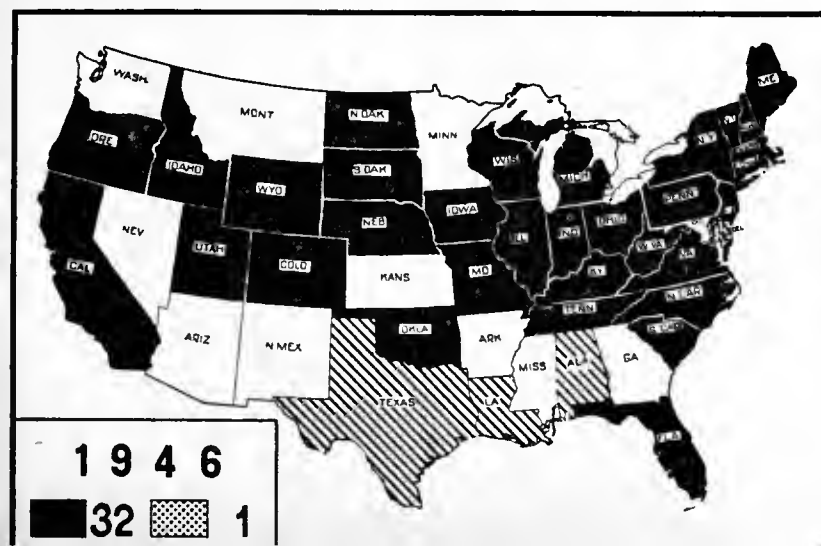 WASH.
MONT
N.DAK
MINN
ME
ORE
IDAHO
S.DAK
WIS
MICH
N.Y.
WYO
IOWA
PENN
NEB
NEV
UTAH
ILL
IND
OHIO
COLO
W.VA
VA
CAL
KANS
MO
KY
N.CAR
TENN
OKLA
ARIZ
N.MEX
ARK
S.CAR
MISS
GA
TEXAS
LA
FLA
1 9 4 6
32 1